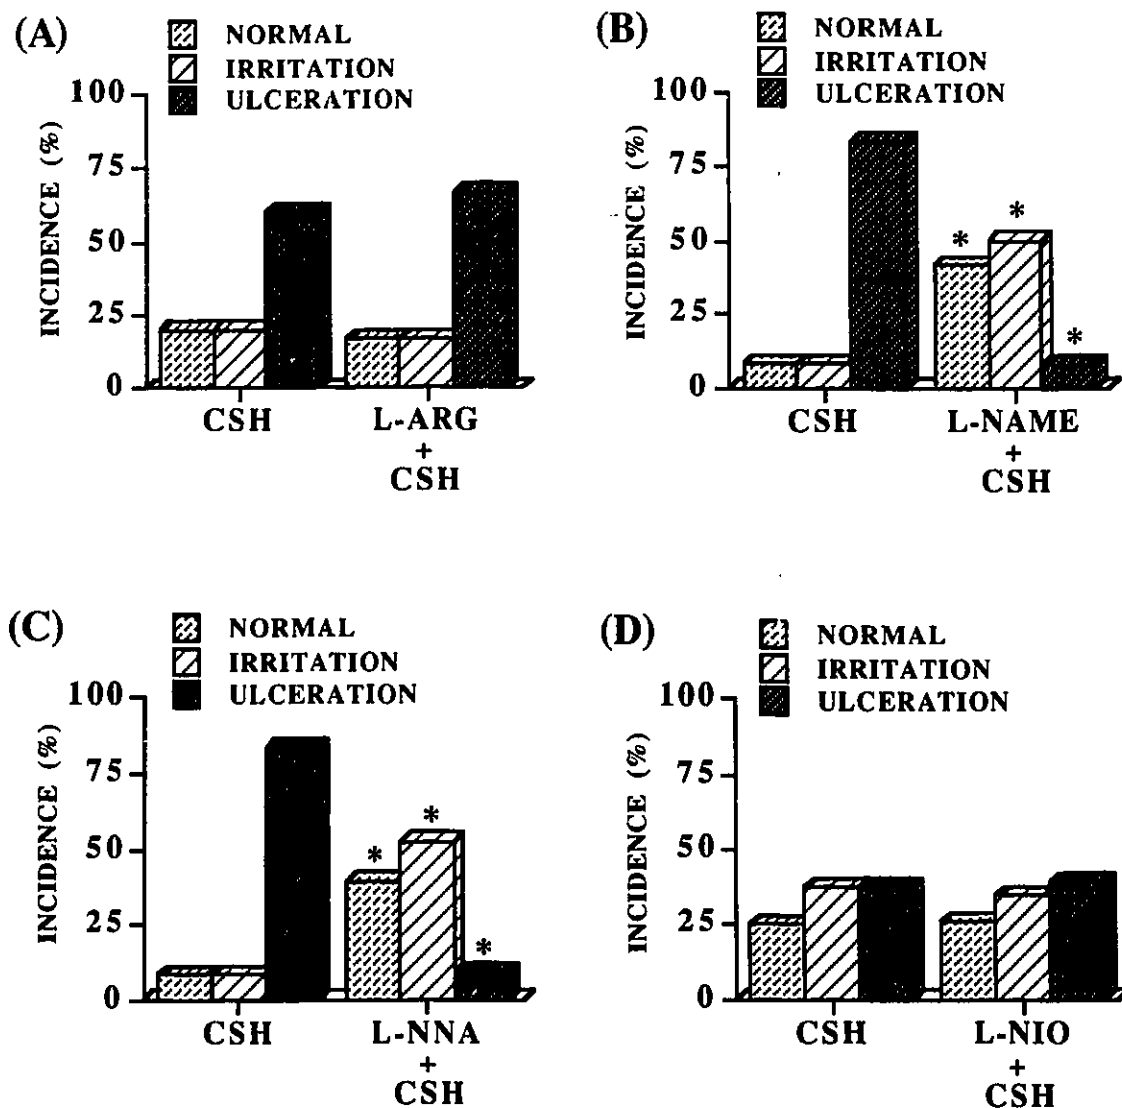 (A)
NORMAL
IRRITATION
ULCERATION
INCIDENCE (%)
100
75
50
25
0
CSH
L-ARG
+
CSH
(B)
NORMAL
IRRITATION
ULCERATION
INCIDENCE (%)
100
75
50
25
0
*
*
*
CSH
L-NAME
+
CSH
(C)
NORMAL
IRRITATION
ULCERATION
INCIDENCE (%)
100
75
50
25
0
*
*
*
CSH
L-NNA
+
CSH
(D)
NORMAL
IRRITATION
ULCERATION
INCIDENCE (%)
100
75
50
25
0
CSH
L-NIO
+
CSH